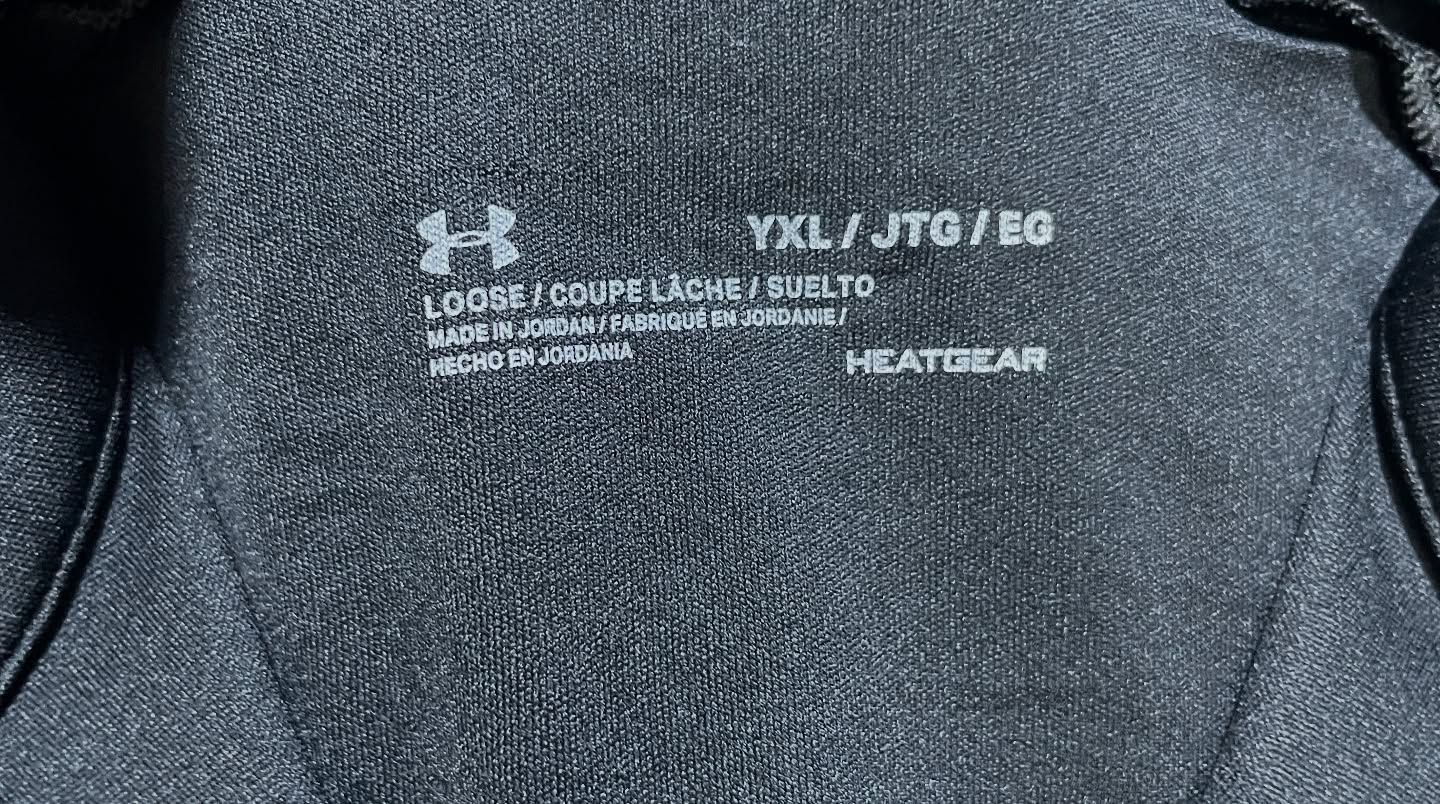 YXL / JTG / EG
LOOSE / COUPE LÂCHE / SUELTO
MADE IN JORDAN / FABRIQUÉ EN JORDANIE /
HECHO EN JORDANIA
HEATGEAR